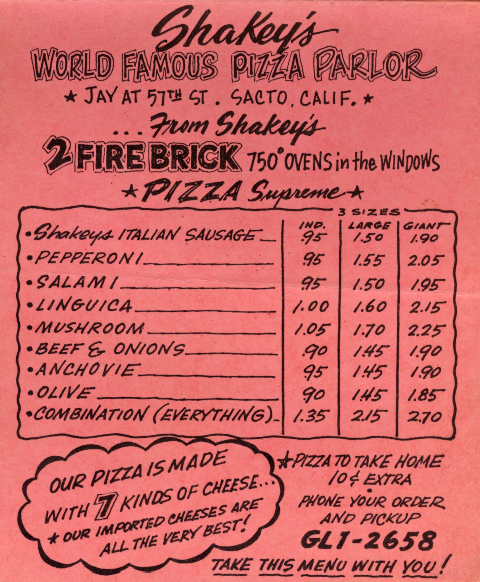 Shakey's
WORLD FAMOUS PIZZA PARLOR
★ JAY AT 57TH ST. SACTO, CALIF. ★
...From Shakey's
2 FIRE BRICK 750° OVENS in the WINDOWS
★ PIZZA Supreme ★
3 SIZES
IND. LARGE GIANT
• Shakeys ITALIAN SAUSAGE .95 1.50 1.90
• PEPPERONI 95 1.55 2.05
• SALAMI 95 1.50 1.95
• LINGUICA 1.00 1.60 2.15
• MUSHROOM 1.05 1.70 2.25
• BEEF & ONIONS .90 1.45 1.90
• ANCHOVIE 95 1.45 1.90
• OLIVE 90 1.45 1.85
• COMBINATION (EVERYTHING) 1.35 2.15 2.70
OUR PIZZA IS MADE
WITH 7 KINDS OF CHEESE...
★ OUR IMPORTED CHEESES ARE
ALL THE VERY BEST!
★ PIZZA TO TAKE HOME
10¢ EXTRA
•
PHONE YOUR ORDER
AND PICKUP
GL1-2658
TAKE THIS MENU WITH YOU!